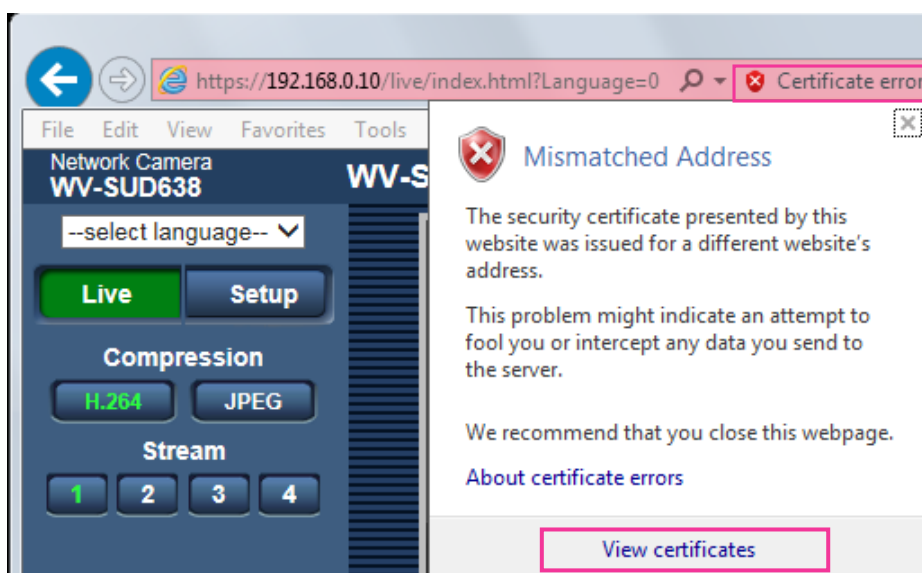 https://192.168.0.10/live/index.html?Language=0
Certificate error
File Edit View Favorites Tools
Network Camera
WV-SUD638
WV-S
--select language--
Live Setup
Compression
H.264 JPEG
Stream
1 2 3 4
Mismatched Address
The security certificate presented by this
website was issued for a different website's
address.
This problem might indicate an attempt to
fool you or intercept any data you send to
the server.
We recommend that you close this webpage.
About certificate errors
View certificates